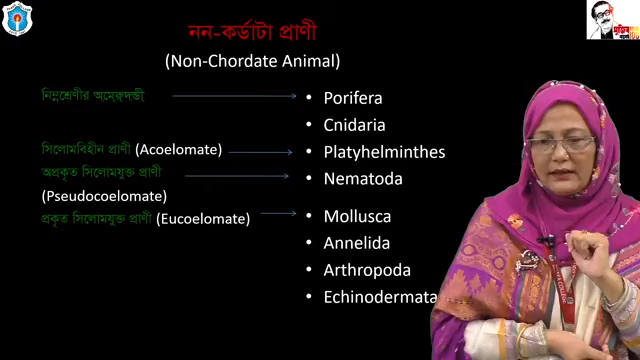 নন-কর্ডাটা প্রাণী
(Non-Chordate Animal)
নিম্নশ্রেণীর অমেরুদন্ডী
• Porifera
• Cnidaria
সিলোমবিহীন প্রাণী (Acoelomate)
• Platyhelminthes
অপ্রকৃত সিলোমযুক্ত প্রাণী
(Pseudocoelomate)
• Nematoda
প্রকৃত সিলোমযুক্ত প্রাণী (Eucoelomate)
• Mollusca
• Annelida
• Arthropoda
• Echinodermata